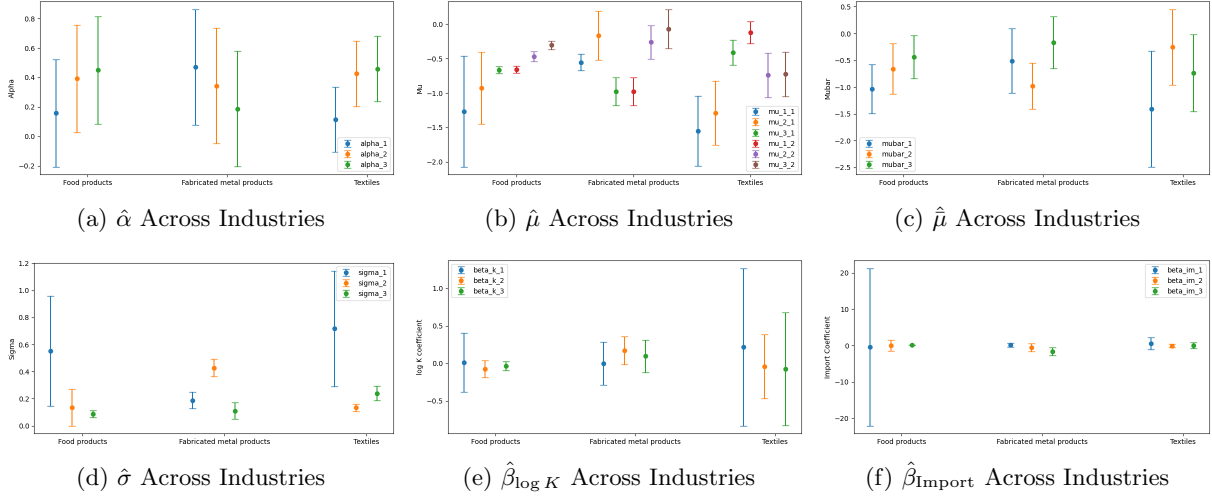 Alpha
0.8
0.6
0.4
0.2
0.0
−0.2
alpha_1
alpha_2
alpha_3
Food products
Fabricated metal products
Textiles
(a) α̂ Across Industries
Mu
0.0
−0.5
−1.0
−1.5
−2.0
mu_1_1
mu_2_1
mu_3_1
mu_1_2
mu_2_2
mu_3_2
Food products
Fabricated metal products
Textiles
(b) μ̂ Across Industries
Mubar
0.5
0.0
−0.5
−1.0
−1.5
−2.0
−2.5
mubar_1
mubar_2
mubar_3
Food products
Fabricated metal products
Textiles
(c) μ̄̂ Across Industries
Sigma
1.2
1.0
0.8
0.6
0.4
0.2
0.0
sigma_1
sigma_2
sigma_3
Food products
Fabricated metal products
Textiles
(d) σ̂ Across Industries
log K coefficient
1.0
0.5
0.0
−0.5
beta_k_1
beta_k_2
beta_k_3
Food products
Fabricated metal products
Textiles
(e) β̂log K Across Industries
Import Coefficient
20
10
0
−10
−20
beta_im_1
beta_im_2
beta_im_3
Food products
Fabricated metal products
Textiles
(f) β̂Import Across Industries